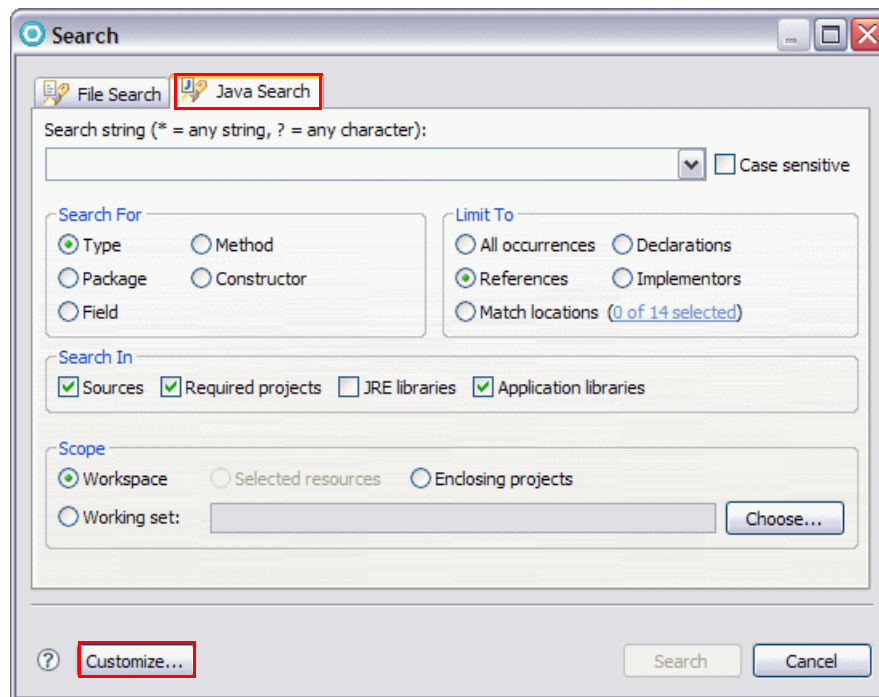 Search
File Search Java Search
Search string (* = any string, ? = any character):
Case sensitive
Search For
Type Method
Package Constructor
Field
Limit To
All occurrences Declarations
References Implementors
Match locations (0 of 14 selected)
Search In
Sources Required projects JRE libraries Application libraries
Scope
Workspace Selected resources Enclosing projects
Working set: Choose...
? Customize... Search Cancel